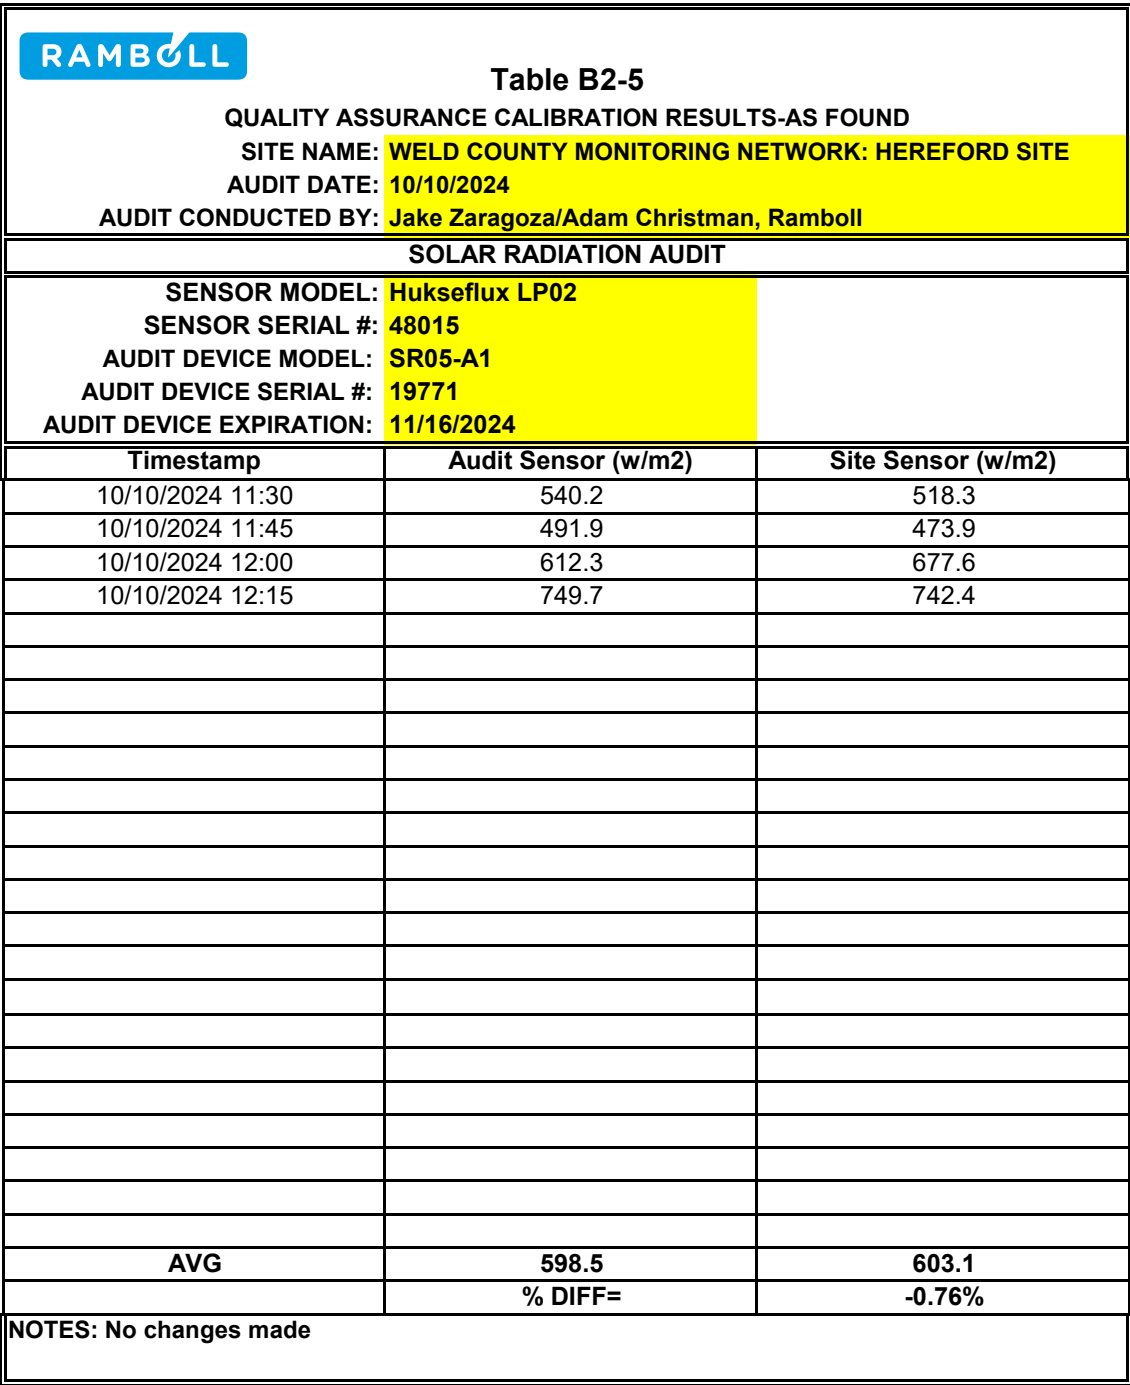 RAMBOLL
Table B2-5
QUALITY ASSURANCE CALIBRATION RESULTS-AS FOUND
SITE NAME: WELD COUNTY MONITORING NETWORK: HEREFORD SITE
AUDIT DATE: 10/10/2024
AUDIT CONDUCTED BY: Jake Zaragoza/Adam Christman, Ramboll
SOLAR RADIATION AUDIT
SENSOR MODEL: Hukseflux LP02
SENSOR SERIAL #: 48015
AUDIT DEVICE MODEL: SR05-A1
AUDIT DEVICE SERIAL #: 19771
AUDIT DEVICE EXPIRATION: 11/16/2024
Timestamp Audit Sensor (w/m2) Site Sensor (w/m2)
10/10/2024 11:30 540.2 518.3
10/10/2024 11:45 491.9 473.9
10/10/2024 12:00 612.3 677.6
10/10/2024 12:15 749.7 742.4
AVG 598.5 603.1
% DIFF= -0.76%
NOTES: No changes made